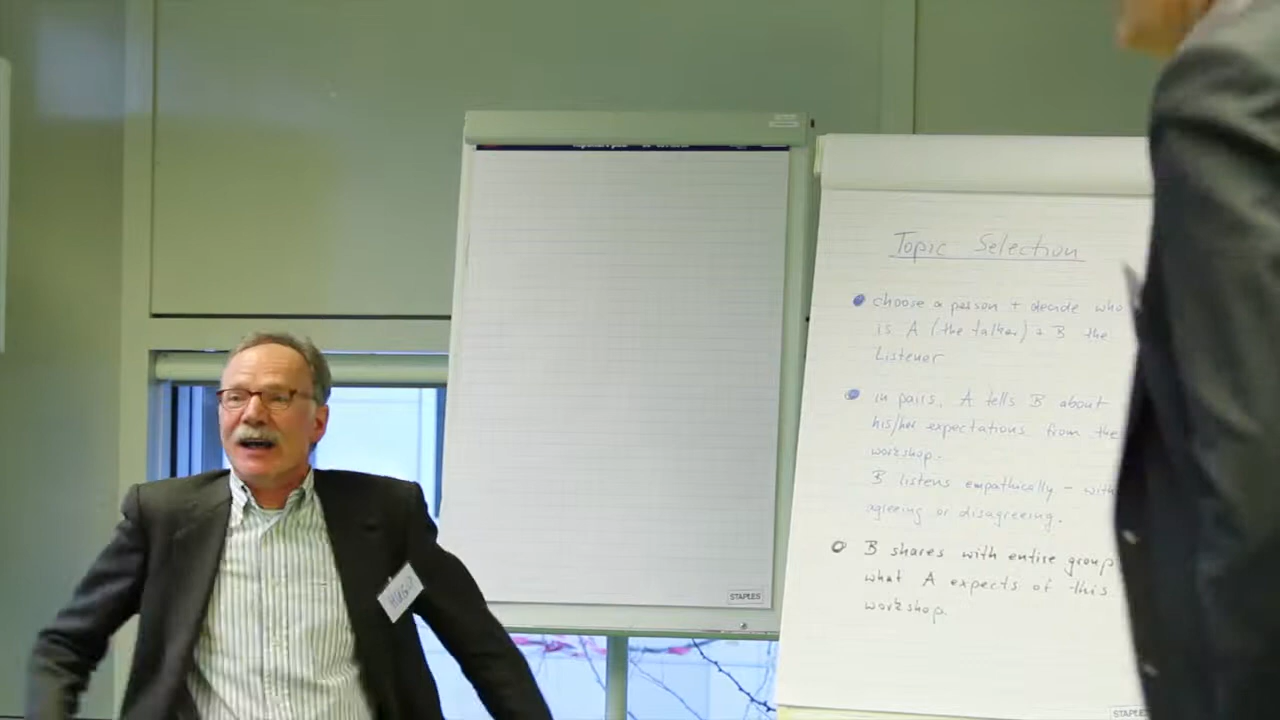 HUGO
STAPLES
Topic Selection
choose a person + decide who
is A (the talker) + B the
Listener
in pairs, A tells B about
his/her expectations from the
workshop.
B listens empathically - with
agreeing or disagreeing.
B shares with entire group
what A expects of this
workshop.
STAPLES